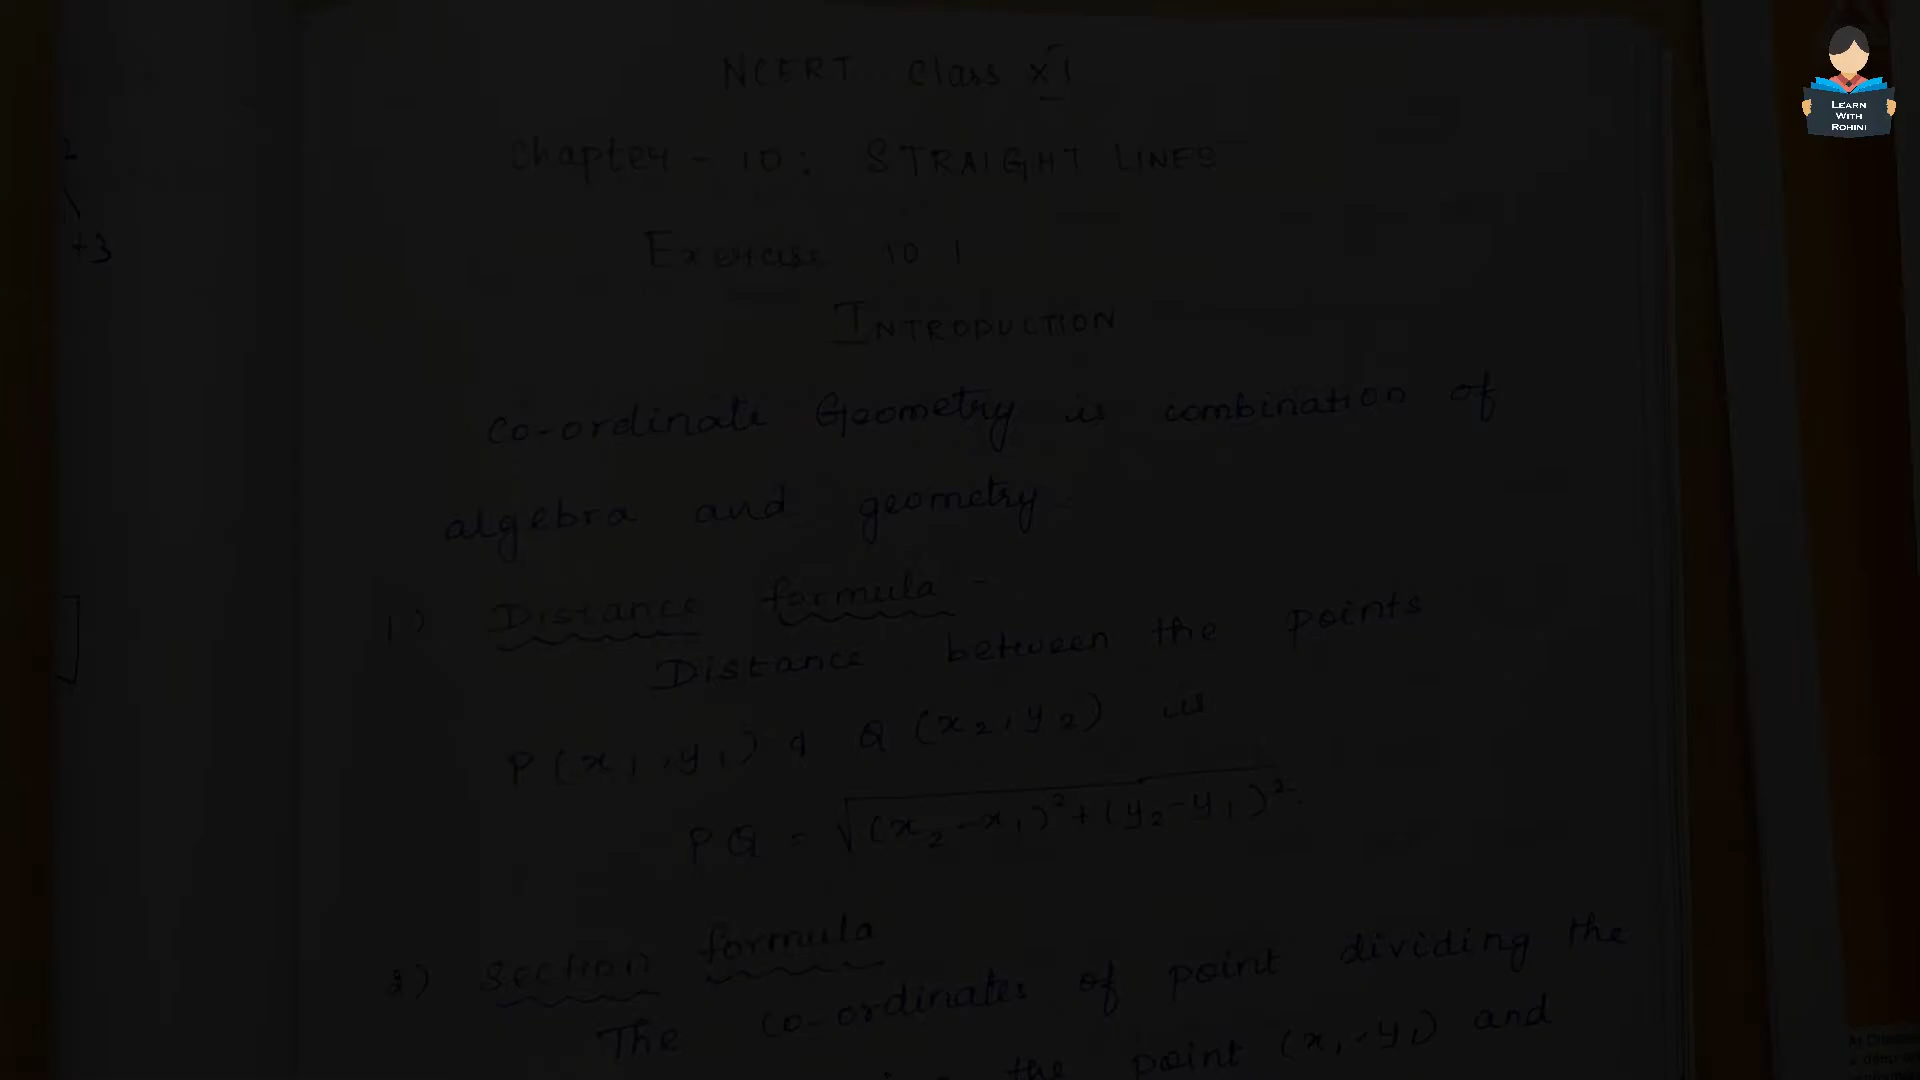 NCERT Class XI
Chapter - 10: STRAIGHT LINES
Exercise 10.1
INTRODUCTION
Co-ordinate Geometry is combination of
algebra and geometry.
1) Distance formula -
Distance between the points
P(x₁, y₁) & Q (x₂, y₂) is
PQ = √(x₂-x₁)²+(y₂-y₁)².
2) Section formula
The co-ordinates of point dividing the
the point (x₁, y₁) and
+3
LEARN
WITH
ROHINI